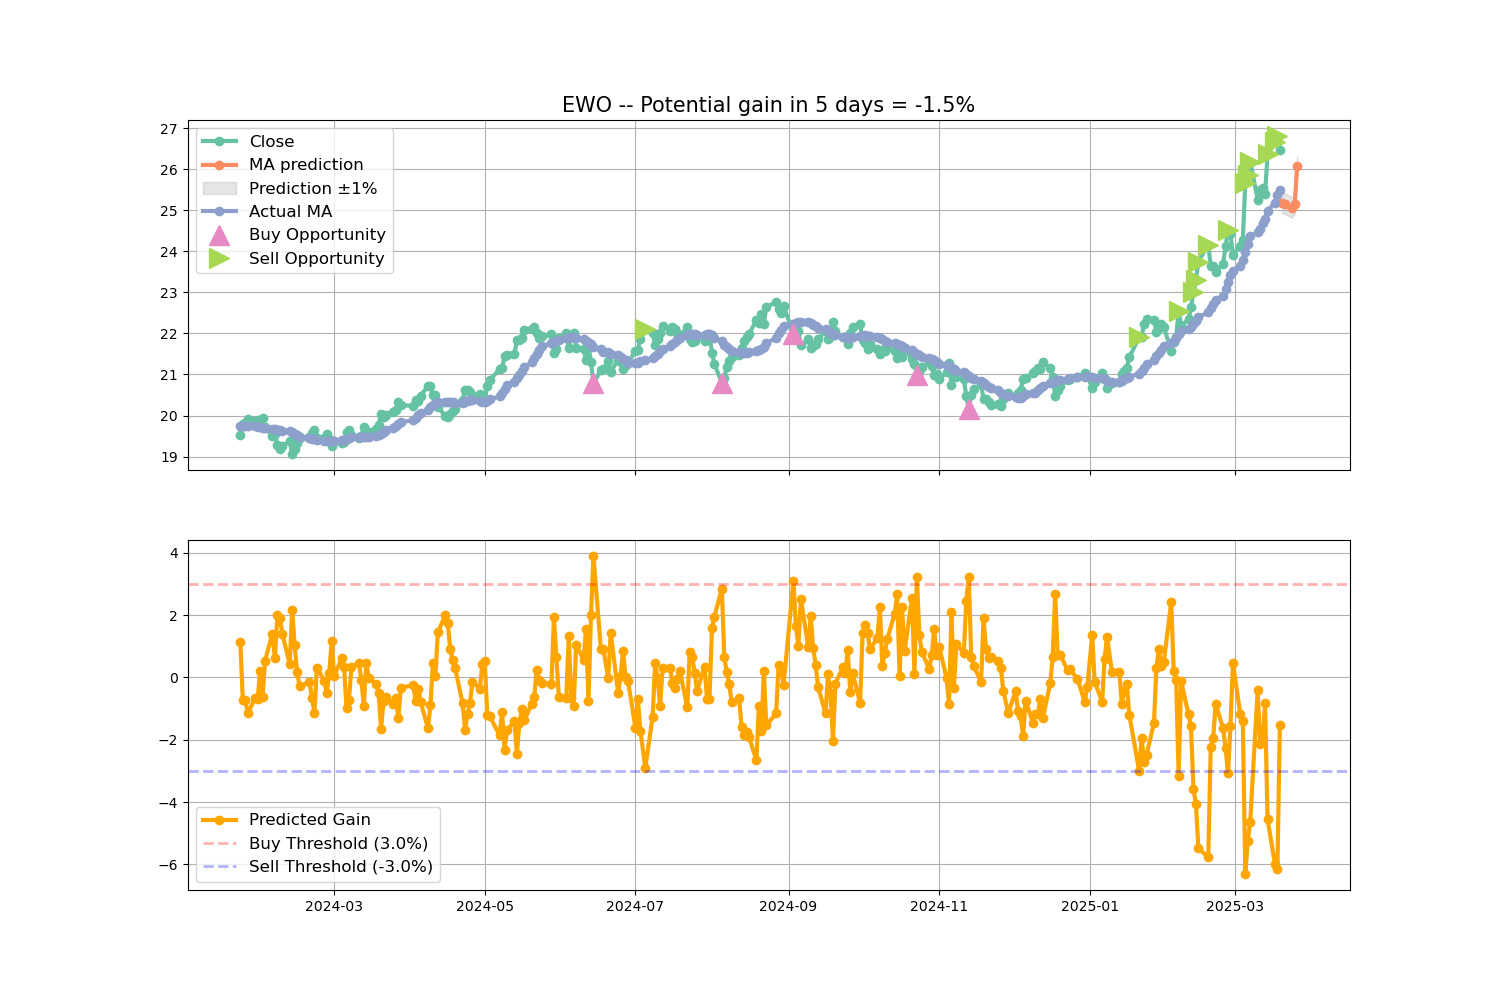 EWO -- Potential gain in 5 days = -1.5%
27
26
25
24
23
22
21
20
19
Close
MA prediction
Prediction ±1%
Actual MA
Buy Opportunity
Sell Opportunity
4
2
0
−2
−4
−6
Predicted Gain
Buy Threshold (3.0%)
Sell Threshold (-3.0%)
2024-03
2024-05
2024-07
2024-09
2024-11
2025-01
2025-03